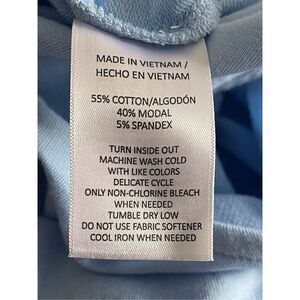 MADE IN VIETNAM /
HECHO EN VIETNAM
55% COTTON/ALGODÓN
40% MODAL
5% SPANDEX
TURN INSIDE OUT
MACHINE WASH COLD
WITH LIKE COLORS
DELICATE CYCLE
ONLY NON-CHLORINE BLEACH
WHEN NEEDED
TUMBLE DRY LOW
DO NOT USE FABRIC SOFTENER
COOL IRON WHEN NEEDED